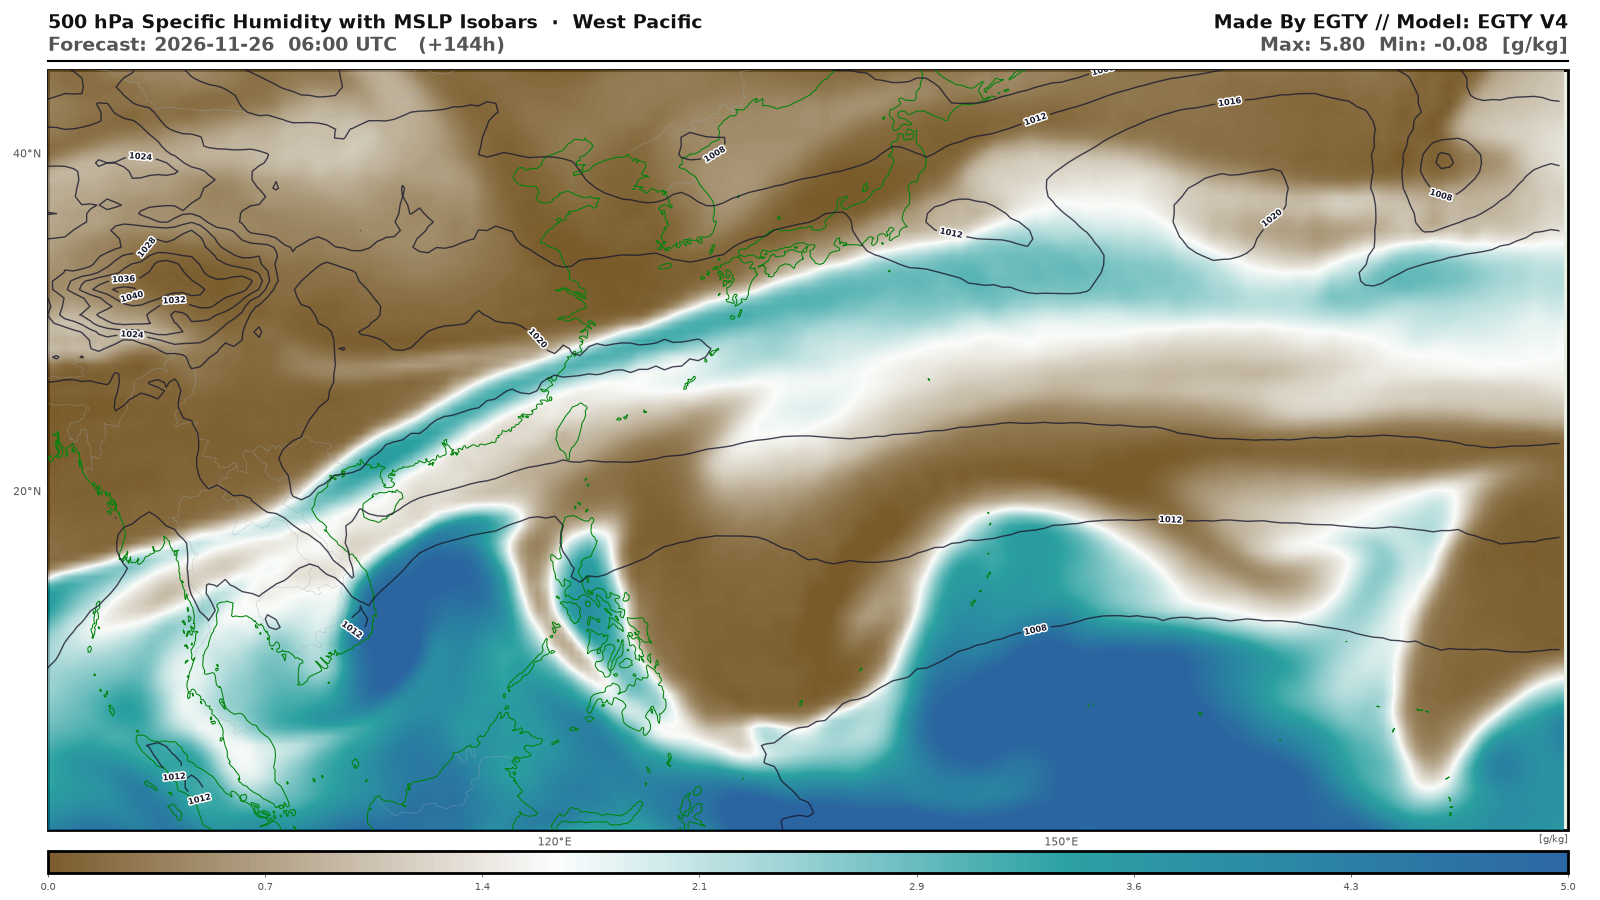 500 hPa Specific Humidity with MSLP Isobars · West Pacific
Made By EGTY // Model: EGTY V4
Forecast: 2026-11-26 06:00 UTC (+144h)
Max: 5.80 Min: -0.08 [g/kg]
1016
1012
40°N
1024
1008
1008
1020
1012
1028
1036
1040
1032
1024
1020
20°N
1012
1012
1008
1012
1012
120°E
150°E
[g/kg]
0.0
0.7
1.4
2.1
2.9
3.6
4.3
5.0